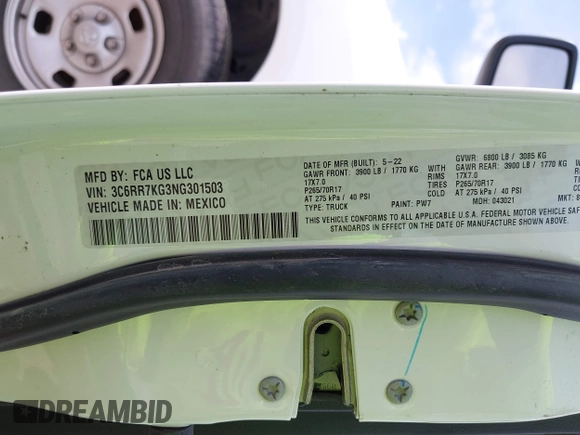 MFD BY: FCA US LLC
VIN: 3C6RR7KG3NG301503
VEHICLE MADE IN: MEXICO
DATE OF MFR (BUILT): 5-22 GVWR: 6800 LB / 3085 KG
GAWR FRONT: 3900 LB / 1770 KG WITH GAWR REAR: 3900 LB / 1770 KG
17X7.0 RIMS 17X7.0
P265/70R17 TIRES P265/70R17
AT 275 kPa / 40 PSI COLD AT 275 kPa / 40 PSI
TYPE: TRUCK PAINT: PW7 MDH: 043021 MKT:
THIS VEHICLE CONFORMS TO ALL APPLICABLE U.S.A. FEDERAL MOTOR VEHICLE
STANDARDS IN EFFECT ON THE DATE OF MANUFACTURE SHOWN ABOVE.
DREAMBID